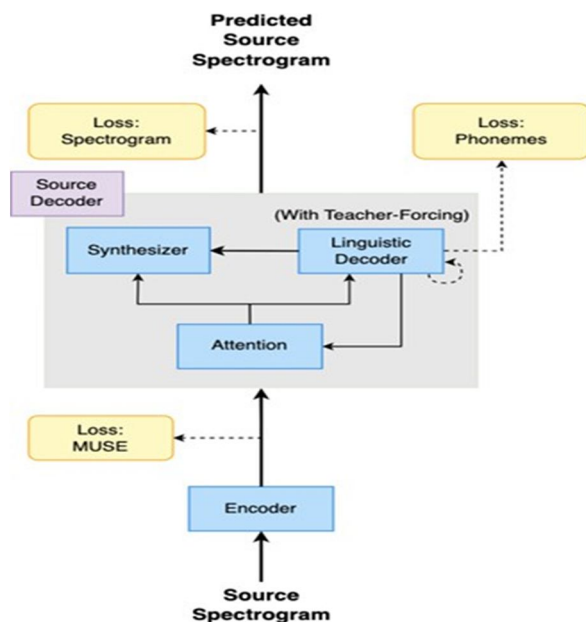 Predicted
Source
Spectrogram
Loss:
Spectrogram
Loss:
Phonemes
Source
Decoder
(With Teacher-Forcing)
Synthesizer
Linguistic
Decoder
Attention
Loss:
MUSE
Encoder
Source
Spectrogram